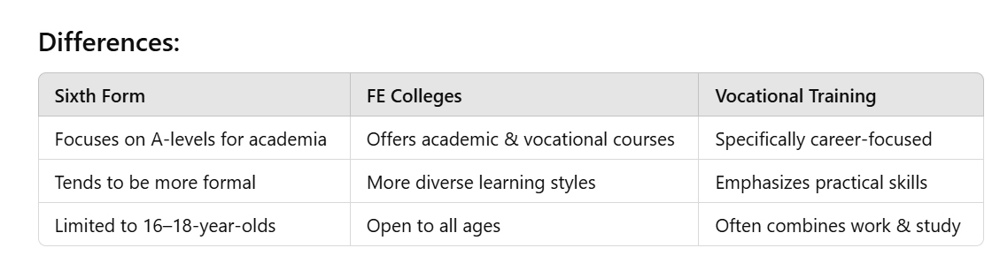 Differences:
Sixth Form FE Colleges Vocational Training
Focuses on A-levels for academia Offers academic & vocational courses Specifically career-focused
Tends to be more formal More diverse learning styles Emphasizes practical skills
Limited to 16–18-year-olds Open to all ages Often combines work & study